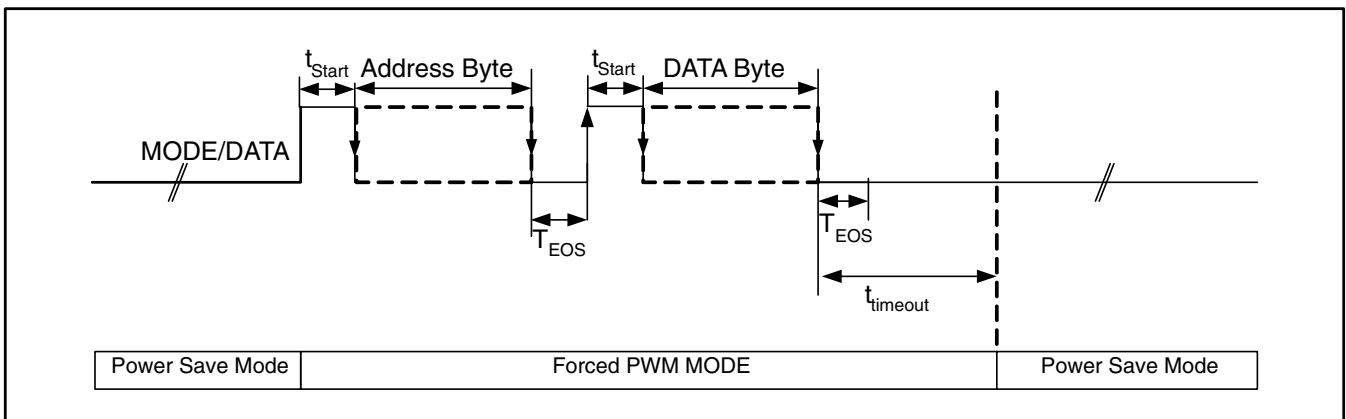 tStart Address Byte tStart DATA Byte
MODE/DATA
TEOS TEOS
ttimeout
Power Save Mode Forced PWM MODE Power Save Mode